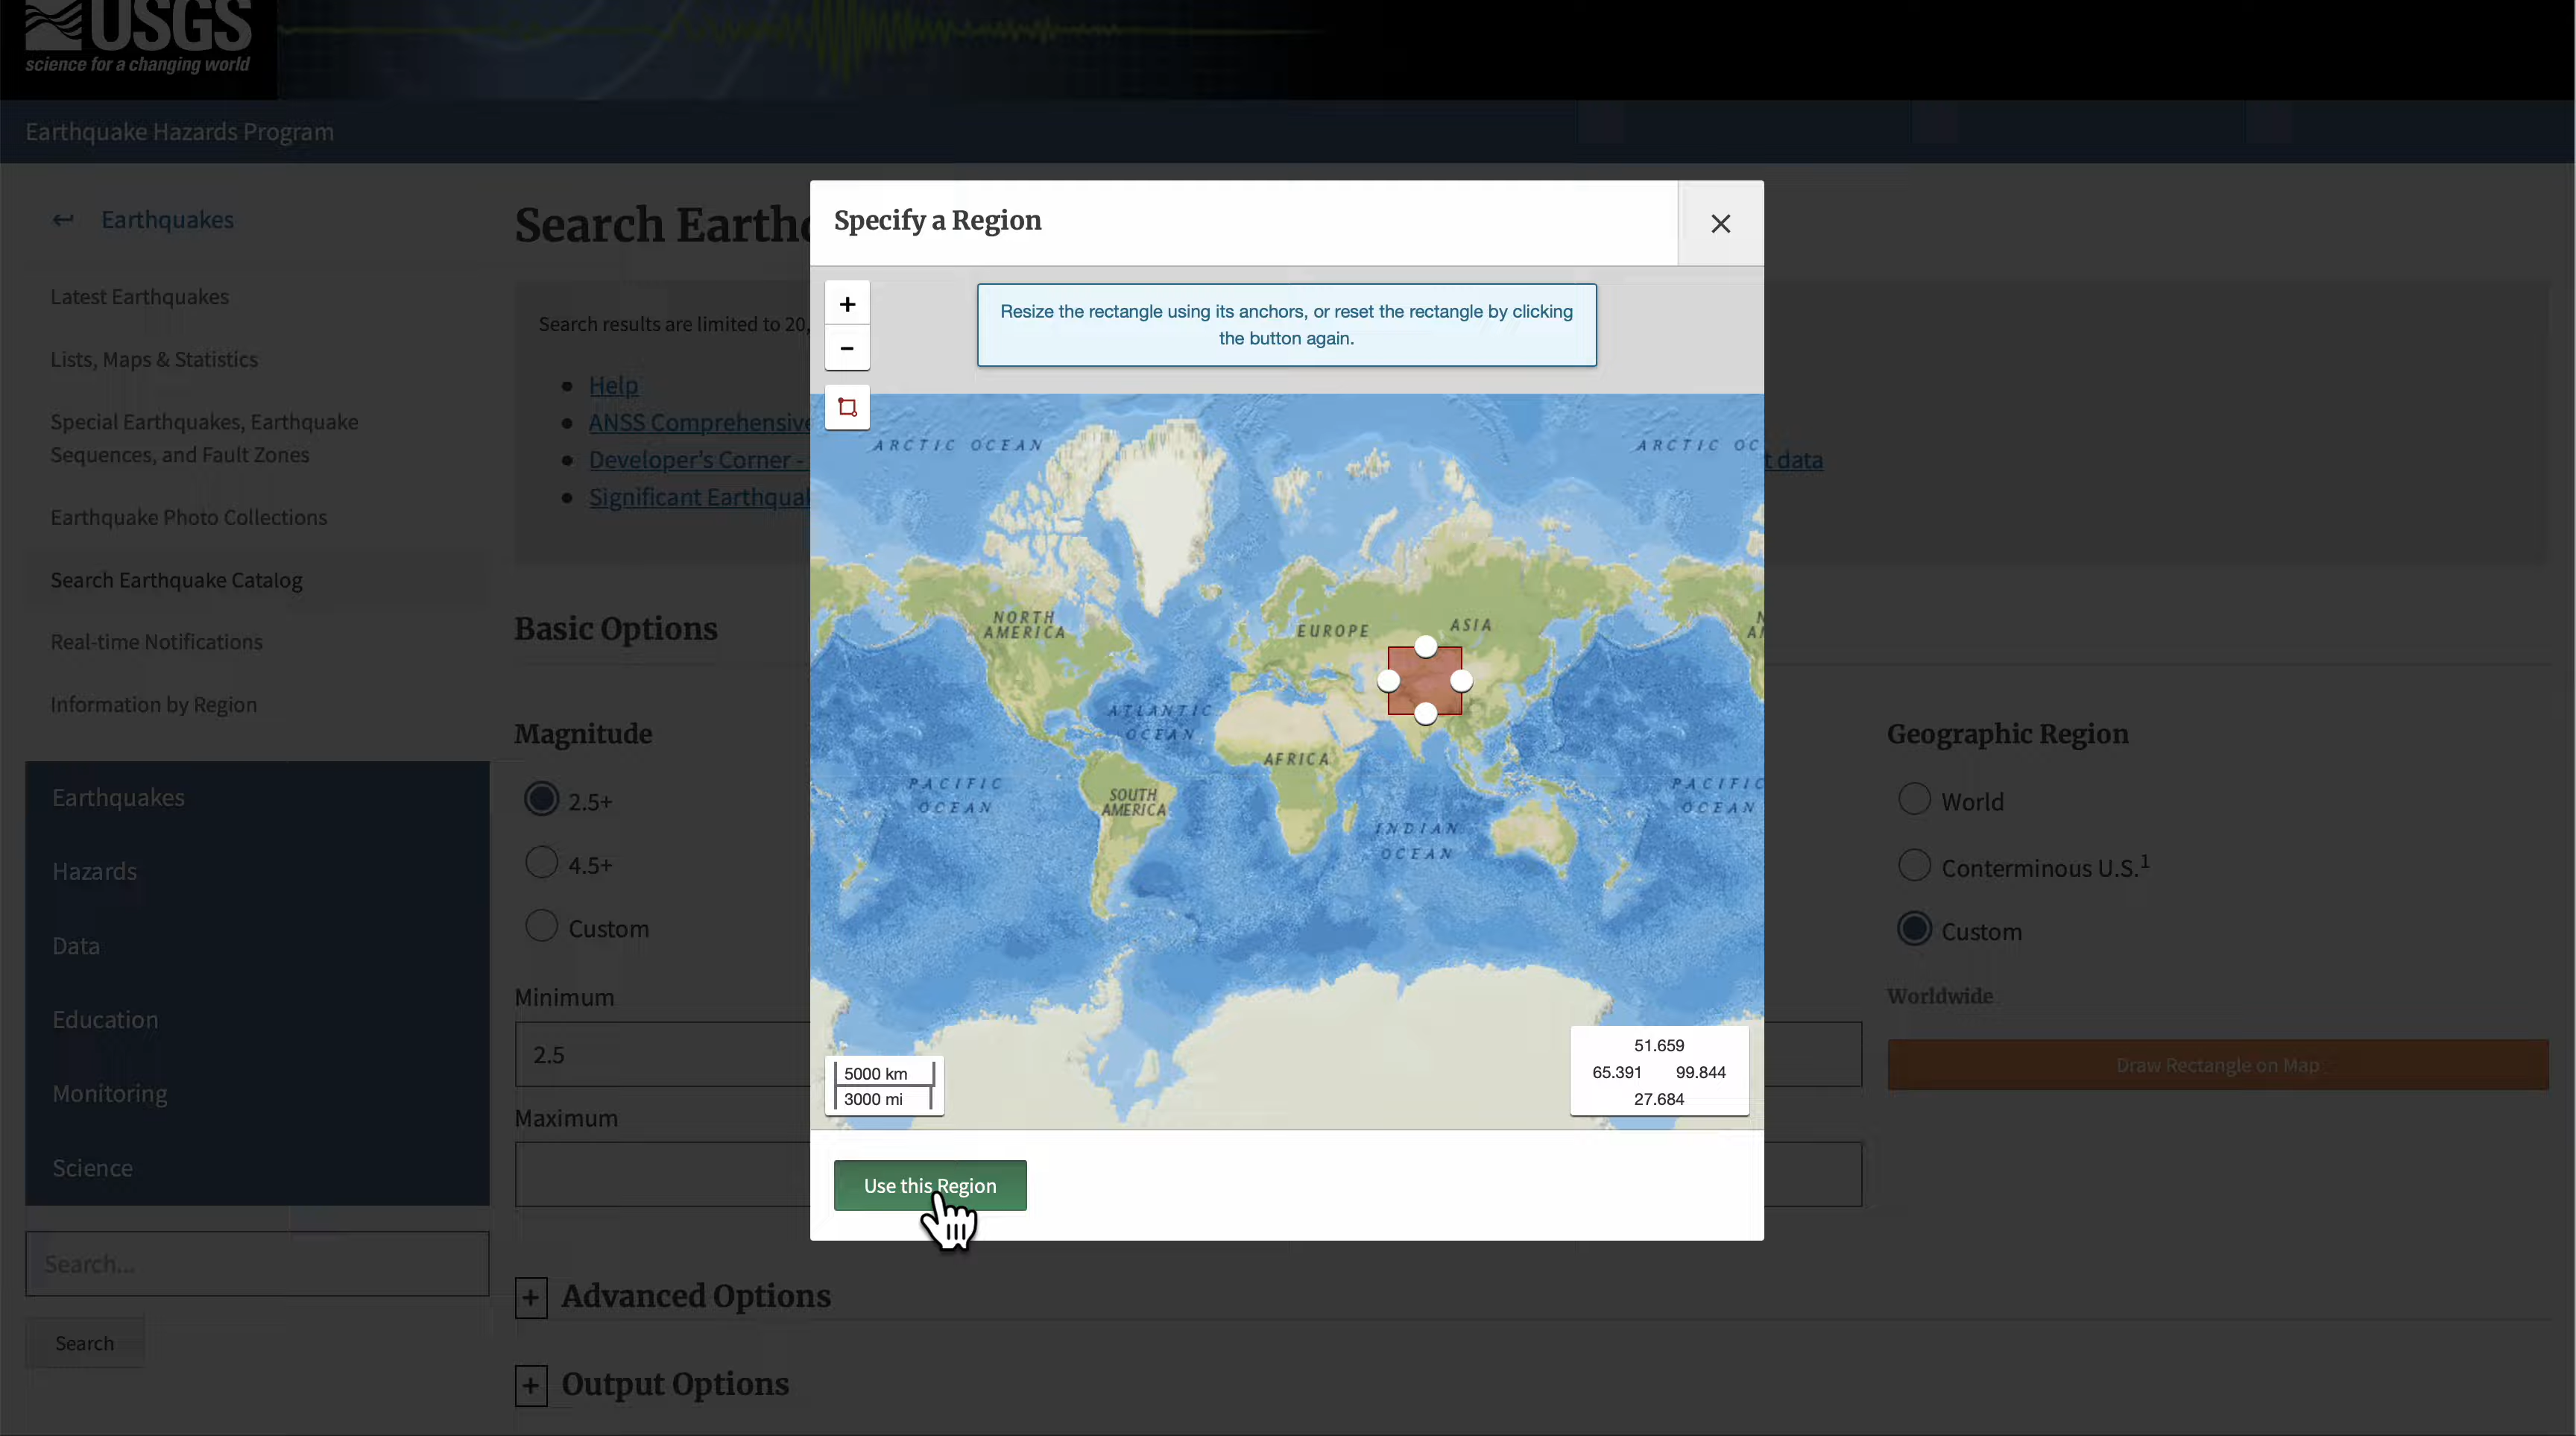 USGS
science for a changing world
Earthquake Hazards Program
Earthquakes
Latest Earthquakes
Lists, Maps & Statistics
Special Earthquakes, Earthquake
Sequences, and Fault Zones
Earthquake Photo Collections
Search Earthquake Catalog
Real-time Notifications
Information by Region
Earthquakes
Hazards
Data
Education
Monitoring
Science
Search...
Search
Search
Search results are limited to 20,
Help
ANSS Comprehensive
Developer's Corner -
t data
Significant
Basic Options
Magnitude
2.5+
4.5+
Custom
Minimum
2.5
Maximum
Advanced Options
Output Options
Specify a Region
+
−
Resize the rectangle using its anchors, or reset the rectangle by clicking
the button again.
ARCTIC OCEAN
ARCTIC OC
NORTH
AMERICA
EUROPE
ASIA
ATLANTIC
OCEAN
AFRICA
PACIFIC
OCEAN
SOUTH
AMERICA
INDIAN
OCEAN
PACIFIC
OCEAN
5000 km
3000 mi
51.659
65.391 99.844
27.684
Use this Region
Geographic Region
World
Conterminous U.S.1
Custom
Worldwide
Draw Rectangle on Map